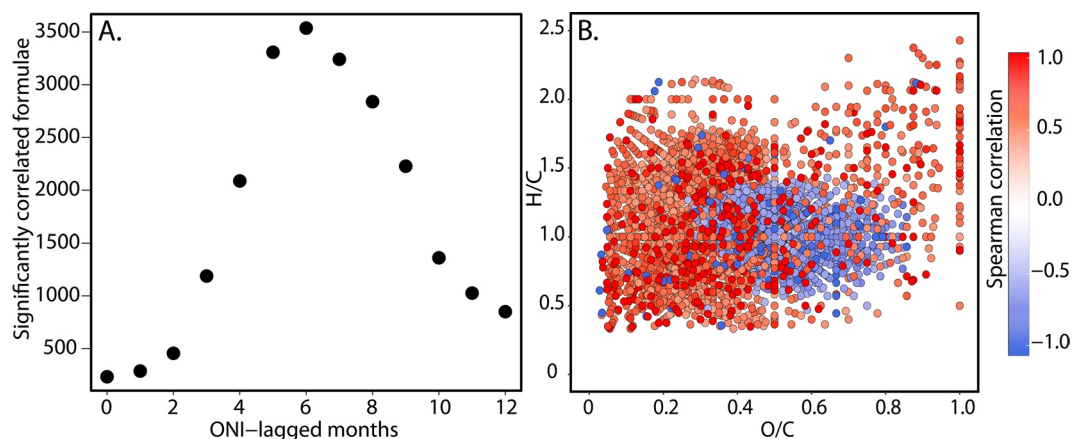 A.
Significantly correlated formulae
3500
3000
2500
2000
1500
1000
500
0 2 4 6 8 10 12
ONI−lagged months
B.
H/C
2.5
2.0
1.5
1.0
0.5
0
0 0.2 0.4 0.6 0.8 1.0
O/C
Spearman correlation
1.0
0.5
0.0
−0.5
−1.0